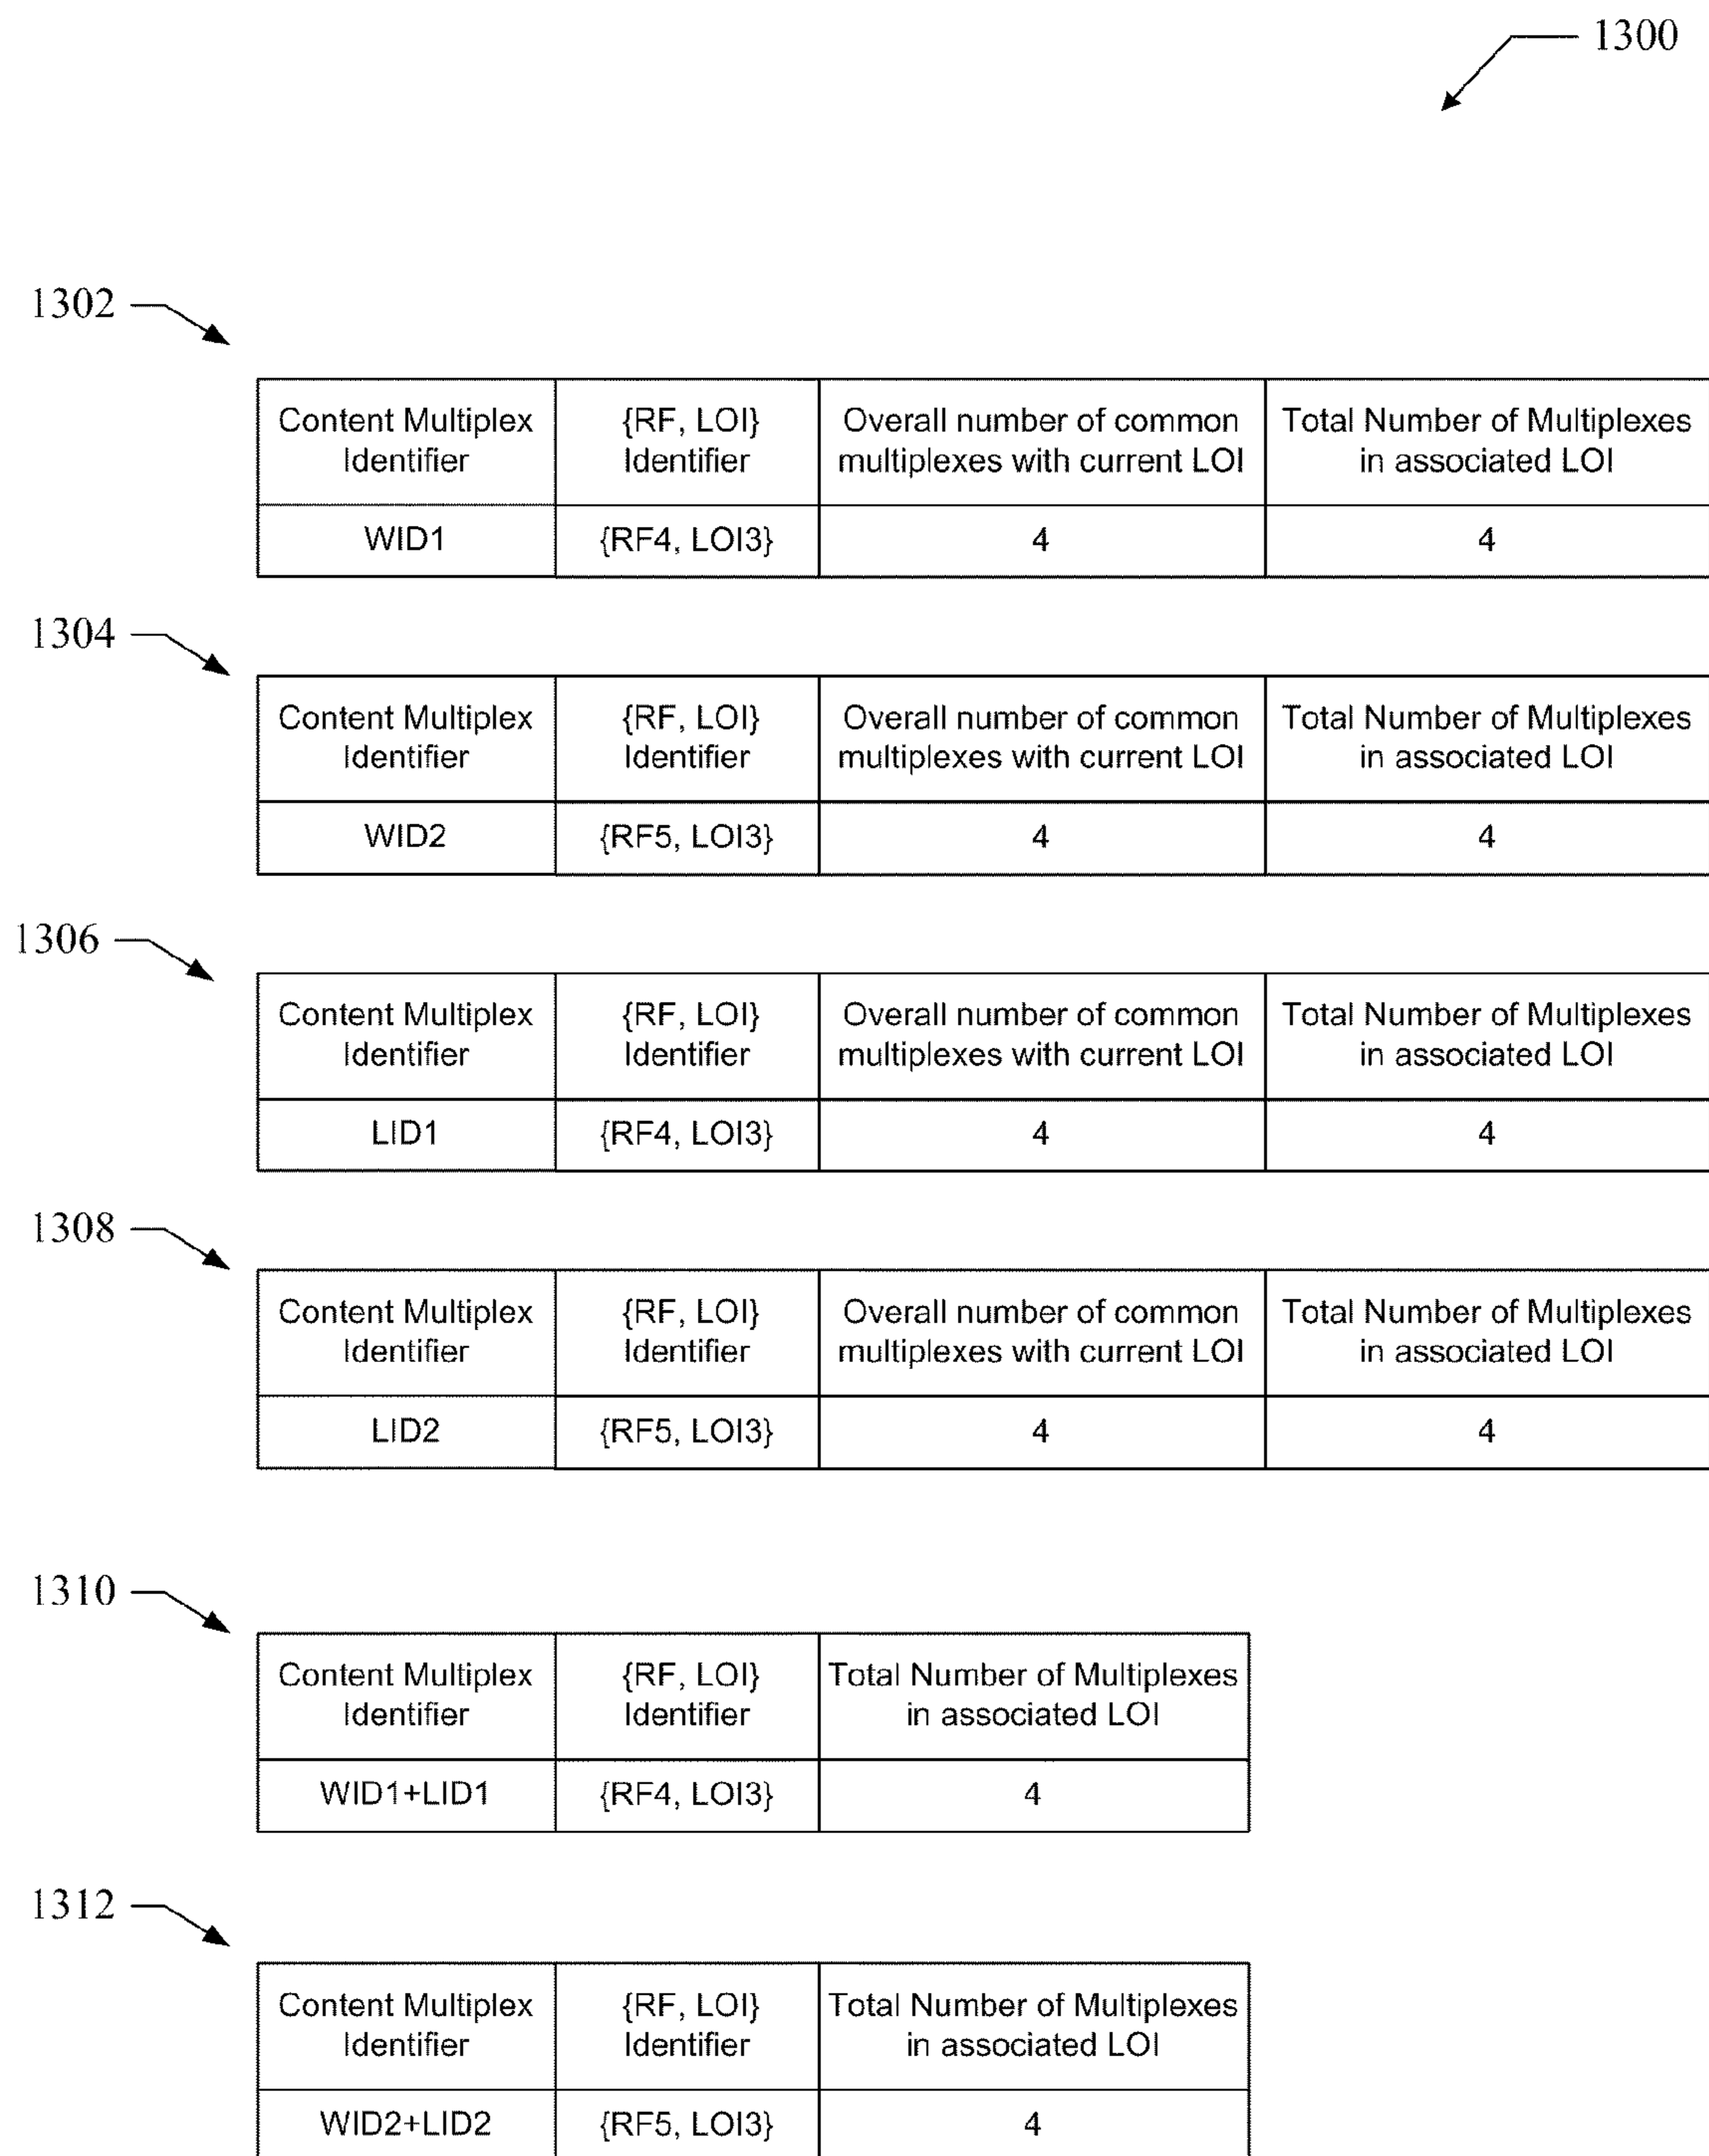 1300
1302
Content Multiplex Identifier
{RF, LOI} Identifier
Overall number of common multiplexes with current LOI
Total Number of Multiplexes in associated LOI
WID1
{RF4, LOI3}
4
4
1304
Content Multiplex Identifier
{RF, LOI} Identifier
Overall number of common multiplexes with current LOI
Total Number of Multiplexes in associated LOI
WID2
{RF5, LOI3}
4
4
1306
Content Multiplex Identifier
{RF, LOI} Identifier
Overall number of common multiplexes with current LOI
Total Number of Multiplexes in associated LOI
LID1
{RF4, LOI3}
4
4
1308
Content Multiplex Identifier
{RF, LOI} Identifier
Overall number of common multiplexes with current LOI
Total Number of Multiplexes in associated LOI
LID2
{RF5, LOI3}
4
4
1310
Content Multiplex Identifier
{RF, LOI} Identifier
Total Number of Multiplexes in associated LOI
WID1+LID1
{RF4, LOI3}
4
1312
Content Multiplex Identifier
{RF, LOI} Identifier
Total Number of Multiplexes in associated LOI
WID2+LID2
{RF5, LOI3}
4